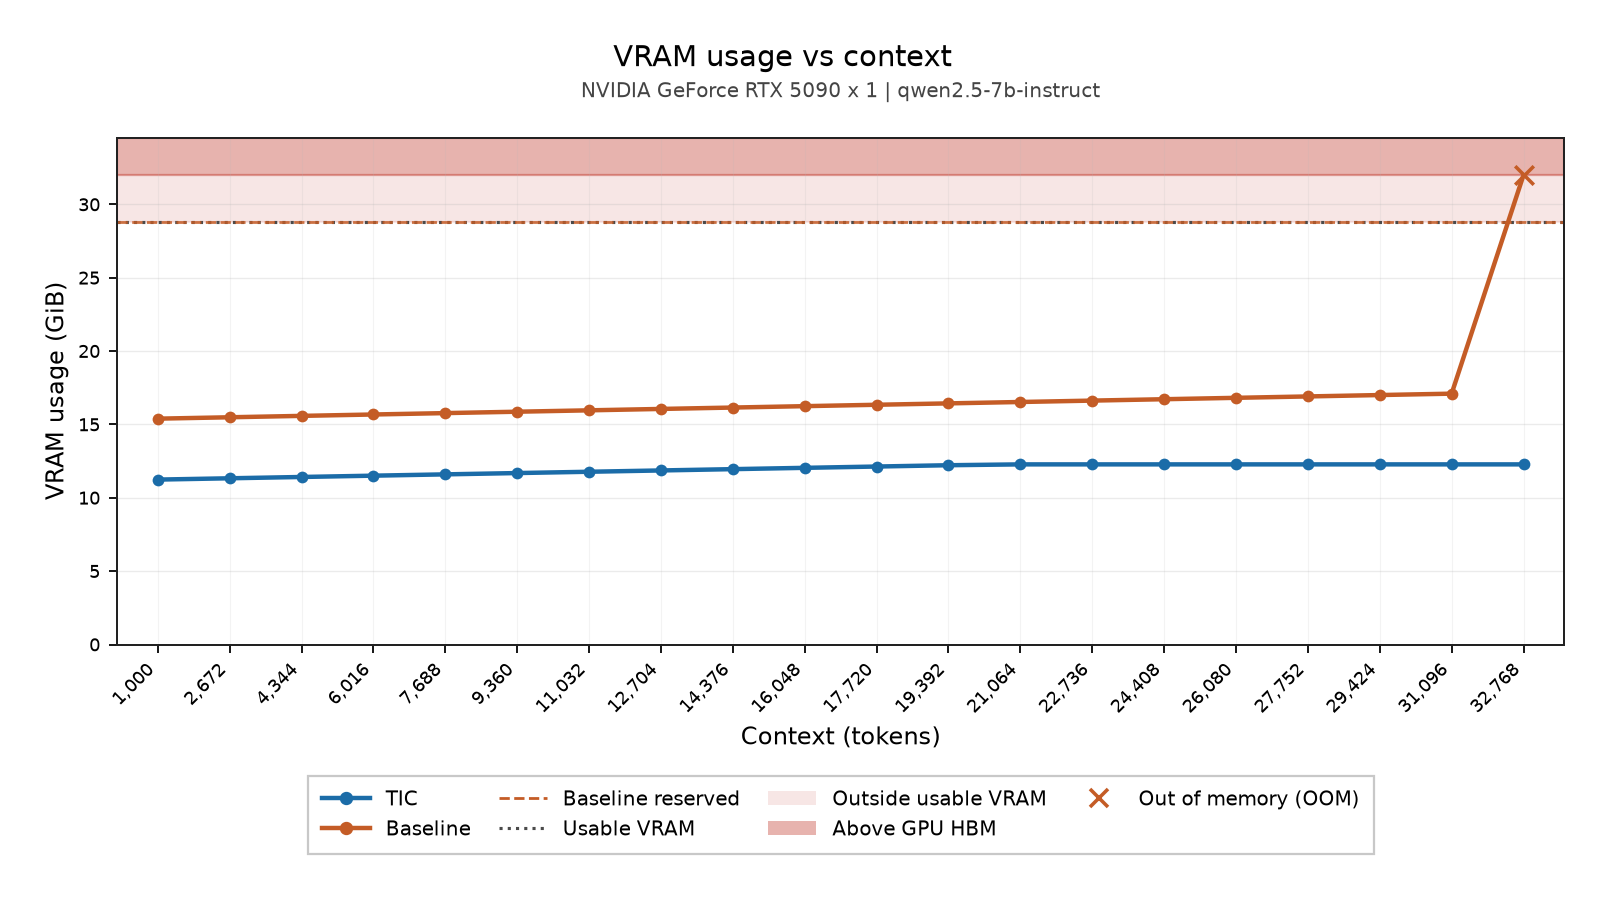 VRAM usage vs context
NVIDIA GeForce RTX 5090 x 1 | qwen2.5-7b-instruct
VRAM usage (GiB)
30
25
20
15
10
5
0
1,000
2,672
4,344
6,016
7,688
9,360
11,032
12,704
14,376
16,048
17,720
19,392
21,064
22,736
24,408
26,080
27,752
29,424
31,096
32,768
Context (tokens)
TIC
Baseline
Baseline reserved
Usable VRAM
Outside usable VRAM
Above GPU HBM
Out of memory (OOM)